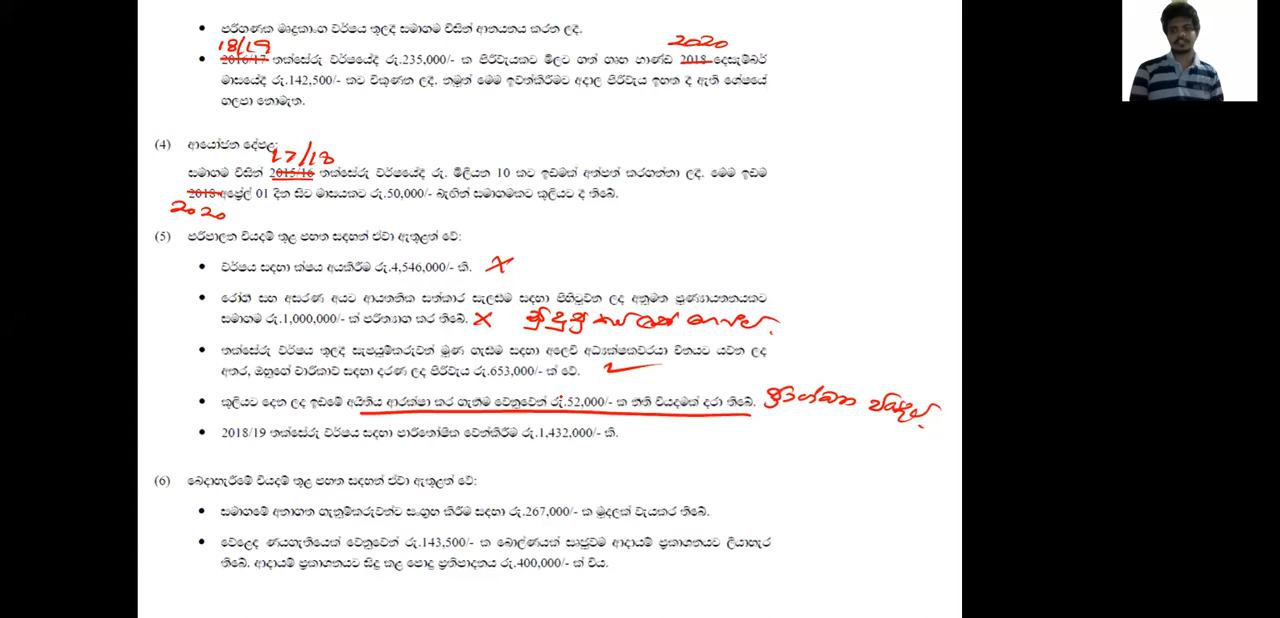 • පරිගණක මෘදුකාංග වර්ෂය තුලදී සමාගම විසින් ආනයනය කරන ලදී.
18/19 2020
• 2016/17 තක්සේරු වර්ෂයේදී රු.235,000/- ක පිරිවැයකට මිලට ගත් ගෘහ භාණ්ඩ 2018 දෙසැම්බර්
මාසයේදී රු.142,500/- කට විකුණන ලදී. නමුත් මෙම ඉවත්කිරීමට අදාල පිරිවැය ඉහත දී ඇති ශේෂයේ
ගලපා නොමැත.
(4) ආයෝජන දේපළ:
17/18
සමාගම විසින් 2015/16 තක්සේරු වර්ෂයේදී රු. මිලියන 10 කට ඉඩමක් අත්පත් කරගන්නා ලදී. මෙම ඉඩම
2018 අප්‍රේල් 01 දින සිට මාසයකට රු.50,000/- බැගින් සමාගමකට කුලියට දී තිබේ.
2020
(5) පරිපාලන වියදම් තුළ පහත සඳහන් ඒවා ඇතුළත් වේ:
• වර්ෂය සඳහා ක්ෂය අයකිරීම රු.4,546,000/- කි. X
• රෝගී සහ අසරණ අයට ආයතනික සත්කාර සැලසුම් සඳහා පිහිටුවන ලද අනුමත පුණ්‍යායතනයකට
සමාගම රු.1,000,000/- ක් පරිත්‍යාග කර තිබේ. X
තක්සේරු වර්ෂය තුලදී සැපයුම්කරුවන් මුණ ගැසීම සඳහා අලෙවි අධ්‍යක්ෂකවරයා චීනයට යවන ලද
අතර, ඔහුගේ චාරිකාව සඳහා දරණ ලද පිරිවැය රු.653,000/- ක් වේ.
• කුලියට දෙන ලද ඉඩමේ අයිතිය ආරක්ෂා කර ගැනීම වෙනුවෙන් රු.52,000/- ක නීති වියදමක් දරා තිබේ. ප්‍රාග්ධන වියදම්
• 2018/19 තක්සේරු වර්ෂය සඳහා පාරිතෝෂික වෙන්කිරීම රු.1,432,000/- කි.
(6) බෙදාහැරීමේ වියදම් තුළ පහත සඳහන් ඒවා ඇතුළත් වේ:
• සමාගමේ අනාගත ගැනුම්කරුවන්ට සංග්‍රහ කිරීම සඳහා රු.267,000/- ක මුදලක් වැයකර තිබේ.
• වෙළෙඳ ණයගැතියෙක් වෙනුවෙන් රු.143,500/- ක බොල්ණයක් සෘජුවම ආදායම් ප්‍රකාශනයට ලියාහැර
තිබේ. ආදායම් ප්‍රකාශනයට සිදු කළ පොදු ප්‍රතිපාදනය රු.400,000/- ක් විය.